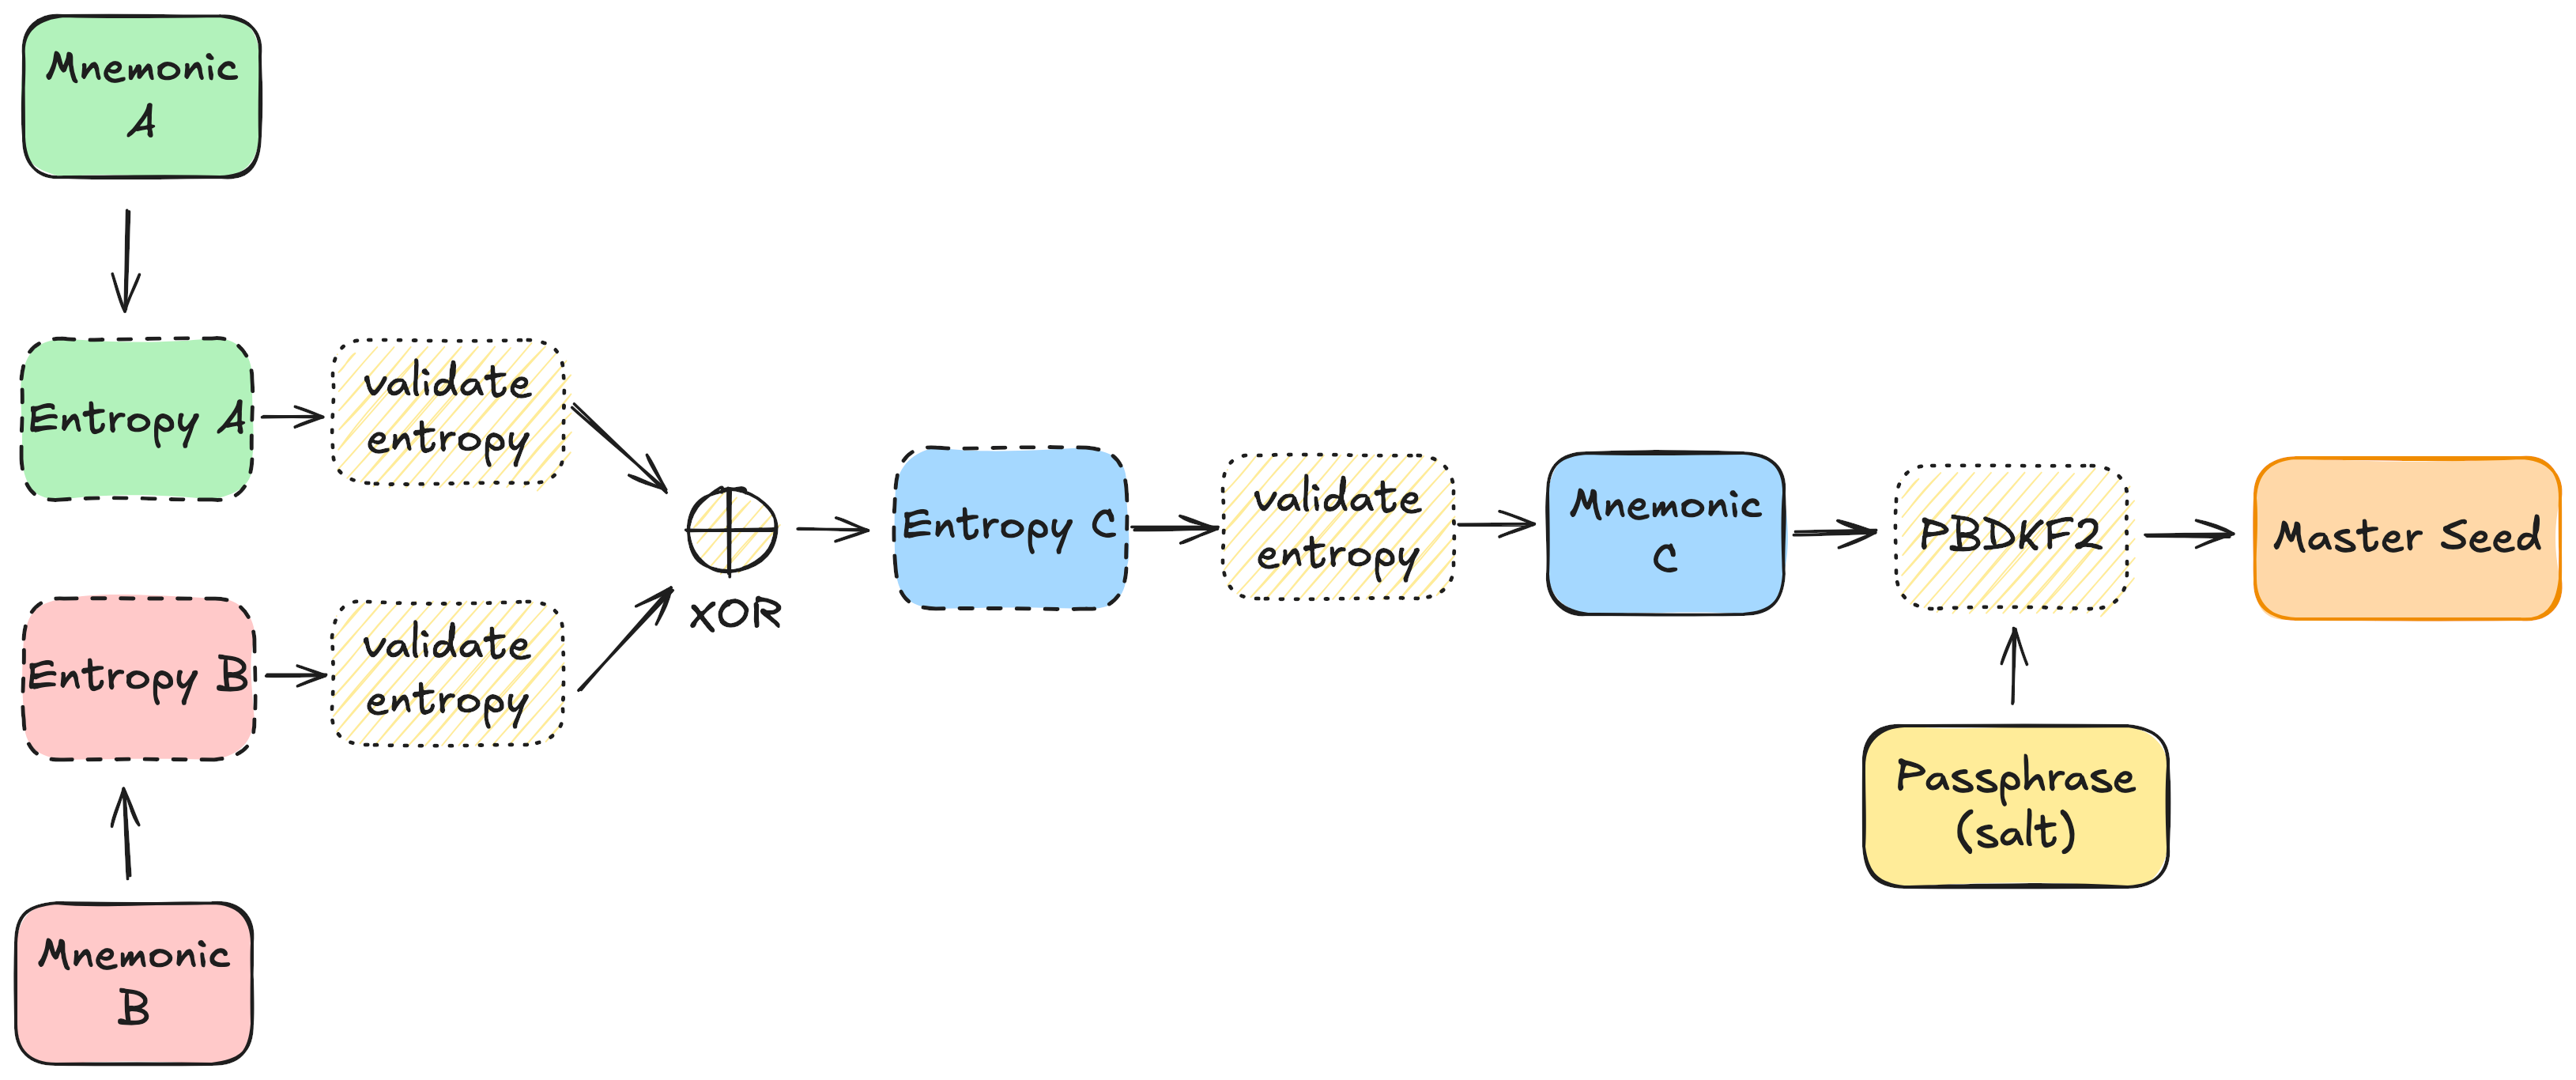 Mnemonic
A
Entropy A
validate
entropy
Entropy B
validate
entropy
Mnemonic
B
XOR
Entropy C
validate
entropy
Mnemonic
C
PBDKF2
Passphrase
(salt)
Master Seed